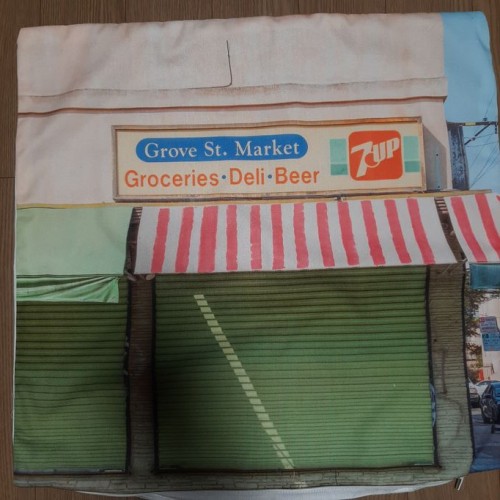 Grove St. Market
Groceries • Deli • Beer
7UP